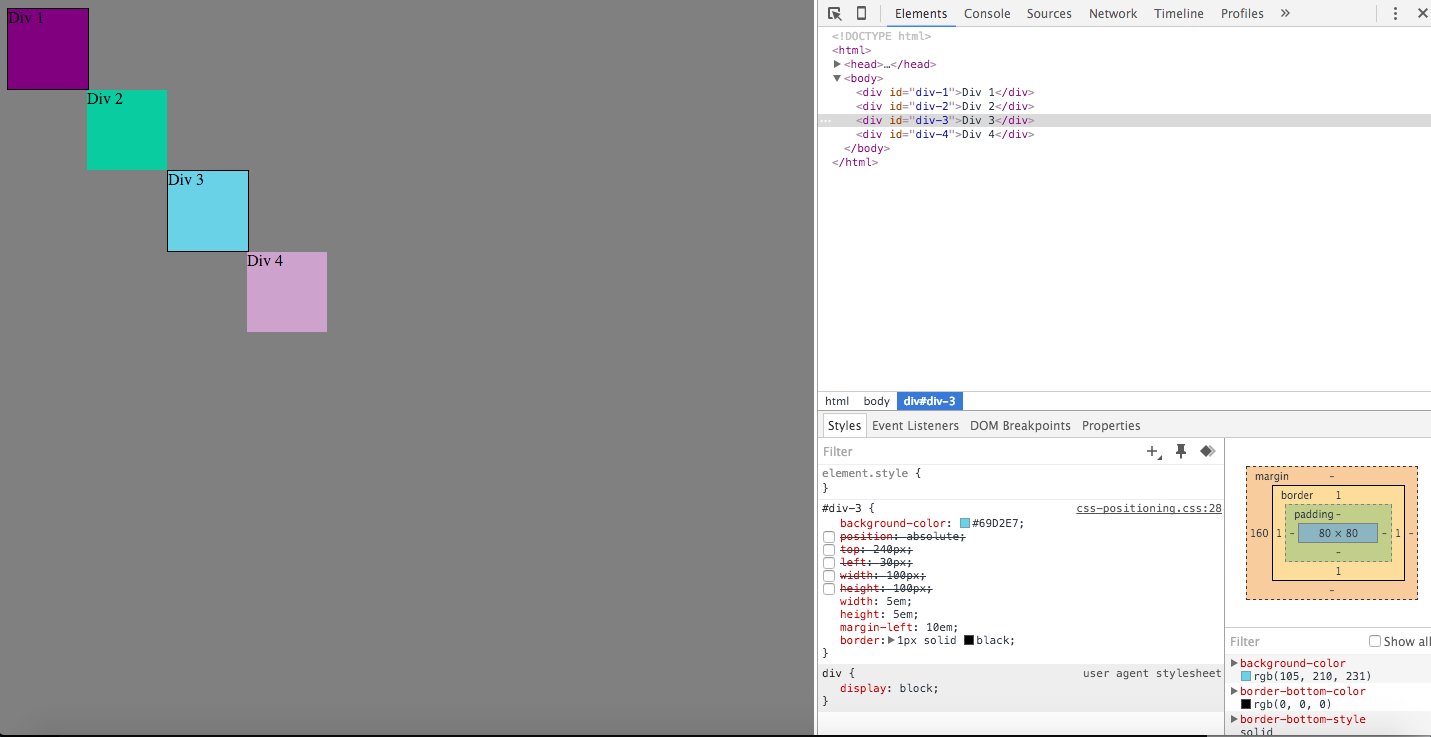 Div 1
Div 2
Div 3
Div 4
Elements Console Sources Network Timeline Profiles »
<!DOCTYPE html>
<html>
▶<head>…</head>
▼<body>
<div id="div-1">Div 1</div>
<div id="div-2">Div 2</div>
… <div id="div-3">Div 3</div>
<div id="div-4">Div 4</div>
</body>
</html>
html body div#div-3
Styles Event Listeners DOM Breakpoints Properties
Filter
element.style {
}
#div-3 { css-positioning.css:28
background-color: #69D2E7;
position: absolute;
top: 240px;
left: 30px;
width: 100px;
height: 100px;
width: 5em;
height: 5em;
margin-left: 10em;
border:▶1px solid black;
}
div { user agent stylesheet
display: block;
}
margin -
border 1
padding -
160 1 - 80 × 80 - 1 -
-
1
-
Filter Show all
▶background-color
rgb(105, 210, 231)
▶border-bottom-color
rgb(0, 0, 0)
▶border-bottom-style
solid